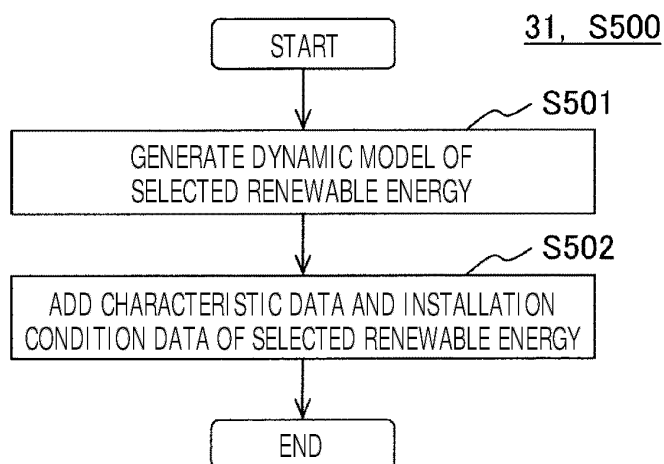 31, S500
START
S501
GENERATE DYNAMIC MODEL OF
SELECTED RENEWABLE ENERGY
S502
ADD CHARACTERISTIC DATA AND INSTALLATION
CONDITION DATA OF SELECTED RENEWABLE ENERGY
END